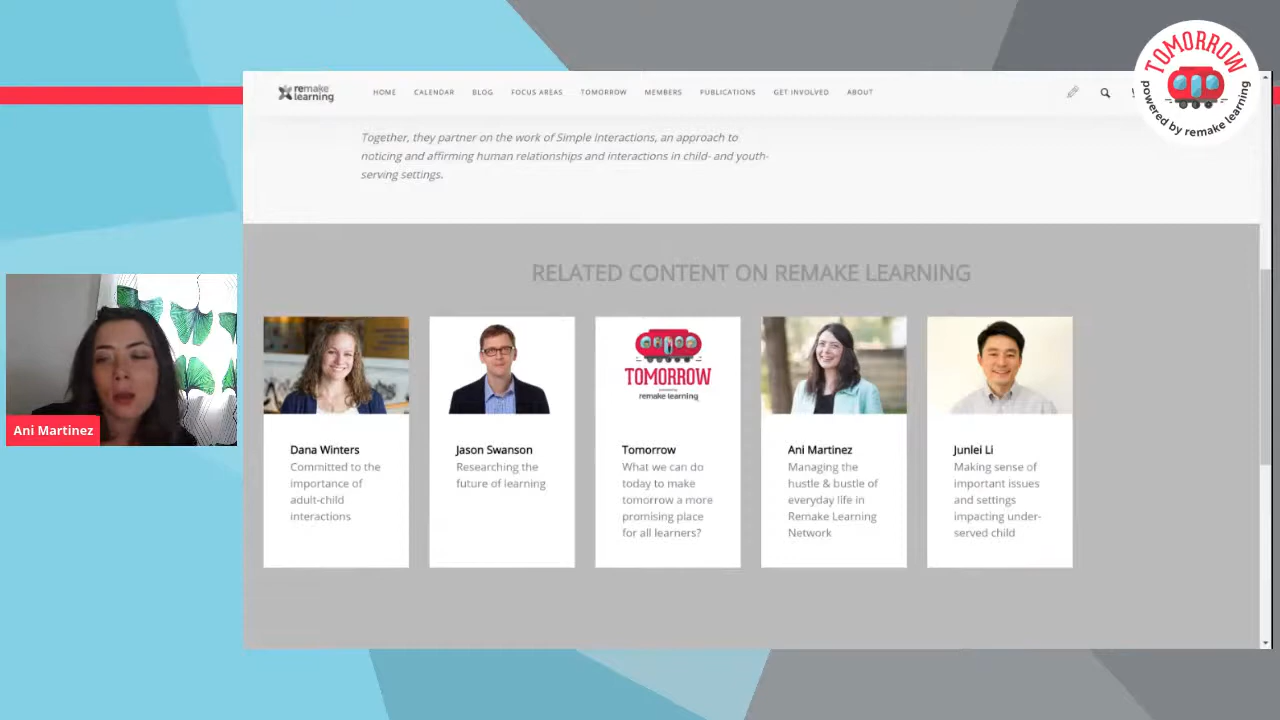 TOMORROW
powered by remake learning
remake
learning
HOME
CALENDAR
BLOG
FOCUS AREAS
TOMORROW
MEMBERS
PUBLICATIONS
GET INVOLVED
ABOUT
Together, they partner on the work of Simple Interactions, an approach to
noticing and affirming human relationships and interactions in child- and youth-
serving settings.
RELATED CONTENT ON REMAKE LEARNING
Dana Winters
Committed to the
importance of
adult-child
interactions
Jason Swanson
Researching the
future of learning
TOMORROW
powered by
remake learning
Tomorrow
What we can do
today to make
tomorrow a more
promising place
for all learners?
Ani Martinez
Managing the
hustle & bustle of
everyday life in
Remake Learning
Network
Junlei Li
Making sense of
important issues
and settings
impacting under-
served child
Ani Martinez